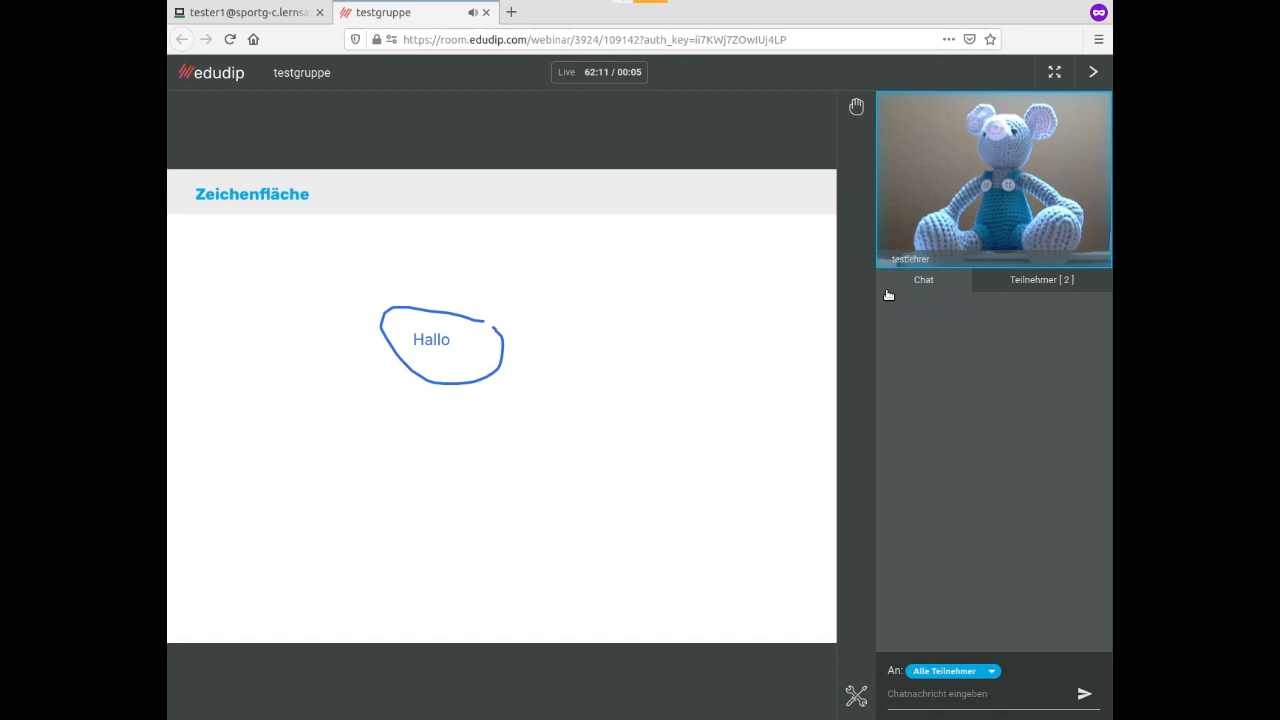 tester1@sportg-c.lernsa
testgruppe
https://room.edudip.com/webinar/3924/109142?auth_key=ii7KWj7ZOwIUj4LP
edudip
testgruppe
Live 62:11 / 00:05
Zeichenfläche
Hallo
testlehrer
Chat
Teilnehmer [ 2 ]
An: Alle Teilnehmer
Chatnachricht eingeben